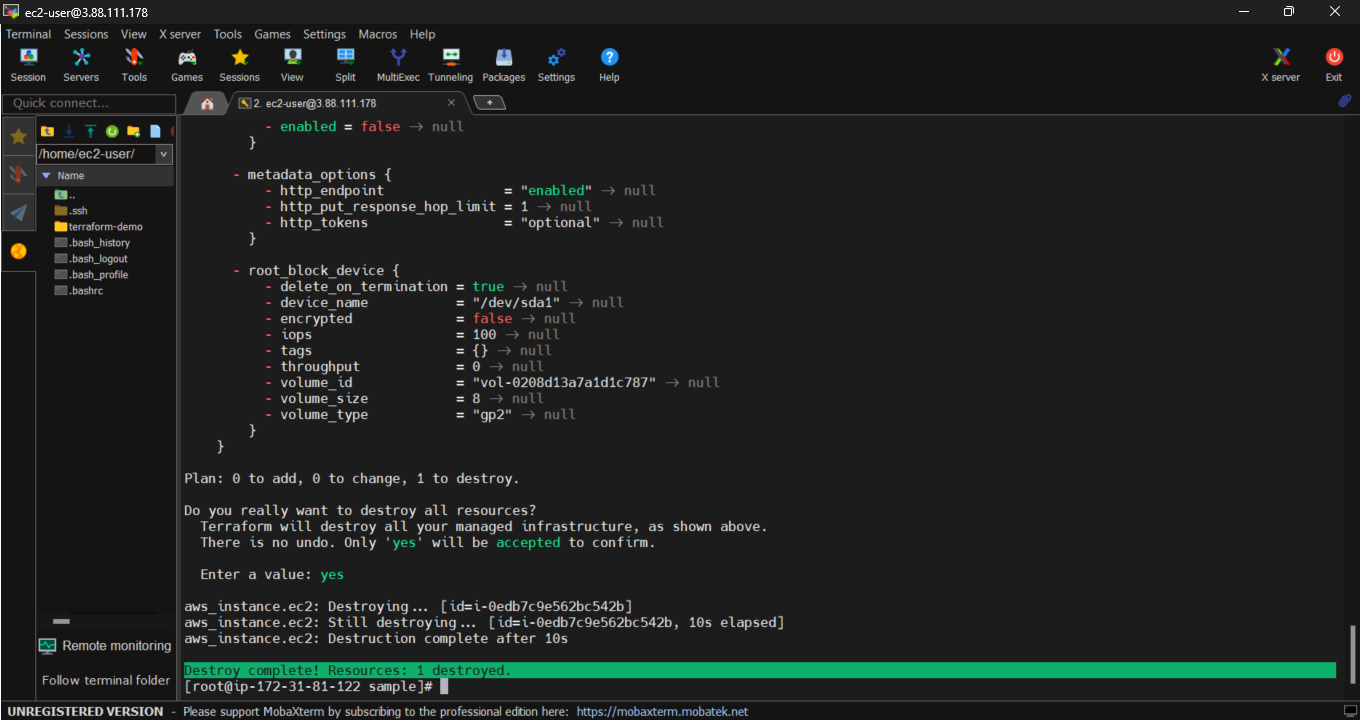 ec2-user@3.88.111.178
Terminal Sessions View X server Tools Games Settings Macros Help
Session Servers Tools Games Sessions View Split MultiExec Tunneling Packages Settings Help X server Exit
Quick connect...
2. ec2-user@3.88.111.178
/home/ec2-user/
Name
..
.ssh
terraform-demo
.bash_history
.bash_logout
.bash_profile
.bashrc
Remote monitoring
Follow terminal folder
- enabled = false → null
}
- metadata_options {
- http_endpoint = "enabled" → null
- http_put_response_hop_limit = 1 → null
- http_tokens = "optional" → null
}
- root_block_device {
- delete_on_termination = true → null
- device_name = "/dev/sda1" → null
- encrypted = false → null
- iops = 100 → null
- tags = {} → null
- throughput = 0 → null
- volume_id = "vol-0208d13a7a1d1c787" → null
- volume_size = 8 → null
- volume_type = "gp2" → null
}
}
Plan: 0 to add, 0 to change, 1 to destroy.
Do you really want to destroy all resources?
Terraform will destroy all your managed infrastructure, as shown above.
There is no undo. Only 'yes' will be accepted to confirm.
Enter a value: yes
aws_instance.ec2: Destroying... [id=i-0edb7c9e562bc542b]
aws_instance.ec2: Still destroying... [id=i-0edb7c9e562bc542b, 10s elapsed]
aws_instance.ec2: Destruction complete after 10s
Destroy complete! Resources: 1 destroyed.
[root@ip-172-31-81-122 sample]#
UNREGISTERED VERSION - Please support MobaXterm by subscribing to the professional edition here: https://mobaxterm.mobatek.net